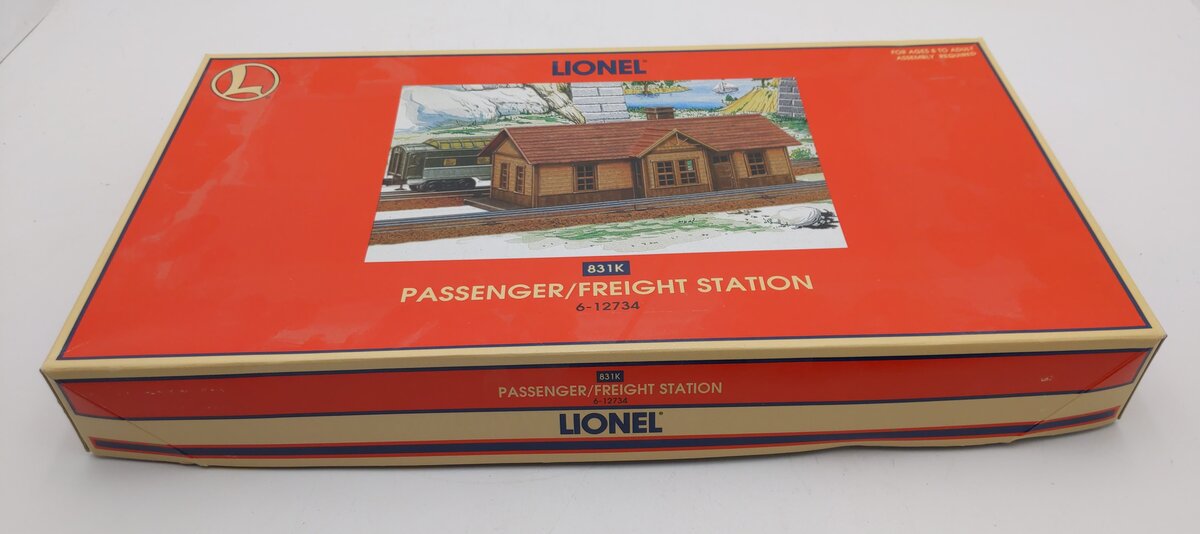 L
LIONEL®
FOR AGES 8 TO ADULT
ASSEMBLY REQUIRED
831K
PASSENGER/FREIGHT STATION
6-12734
831K
PASSENGER/FREIGHT STATION
6-12734
LIONEL®